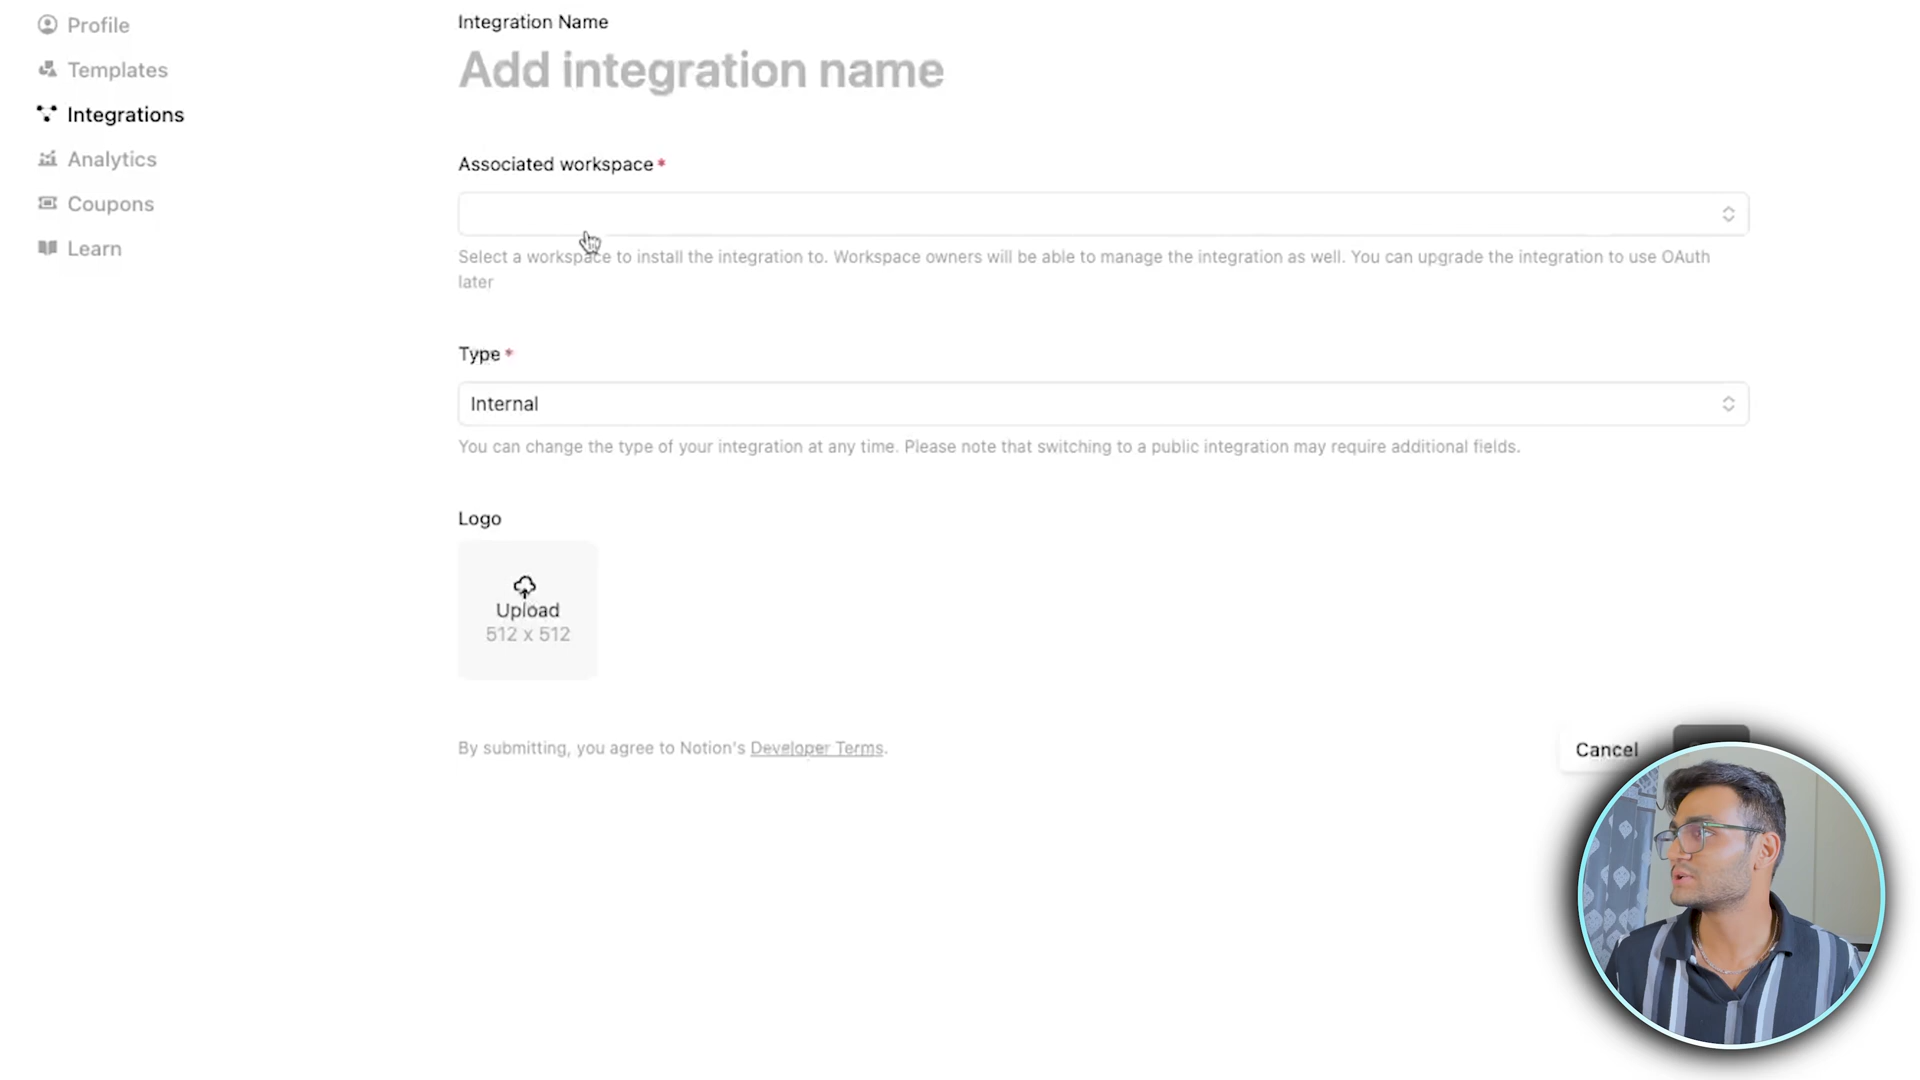 Profile
Templates
Integrations
Analytics
Coupons
Learn
Integration Name
Add integration name
Associated workspace *
Select a workspace to install the integration to. Workspace owners will be able to manage the integration as well. You can upgrade the integration to use OAuth
later
Type *
Internal
You can change the type of your integration at any time. Please note that switching to a public integration may require additional fields.
Logo
Upload
512 x 512
By submitting, you agree to Notion's Developer Terms.
Cancel